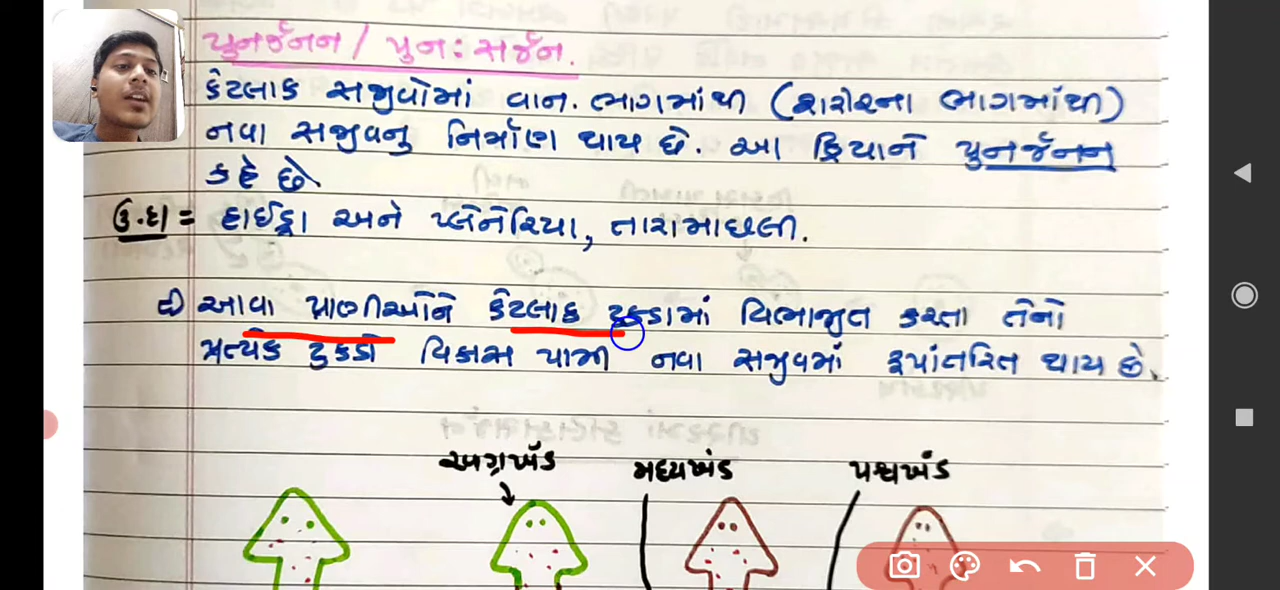 પુનર્જનન / પુન: સર્જન.
કેટલાક સજીવોમાં વાન. ભાગમાંથી (શરીરના ભાગમાંથી)
નવા સજીવનુ નિર્માણ થાય છે. આ ક્રિયાને પુનર્જનન
કહે છે.
ઉ.દા = હાઈડ્રા અને પ્લેનેરિયા, તારામાછલી.
આવા પ્રાણીઓને કેટલાક ટુકડામાં વિભાજીત કરતા તેનો
પ્રત્યેક ટુકડો વિકાસ પામી નવા સજીવમાં રૂપાંતરિત થાય છે.
અગ્રખંડ મધ્યખંડ પશ્ચખંડ